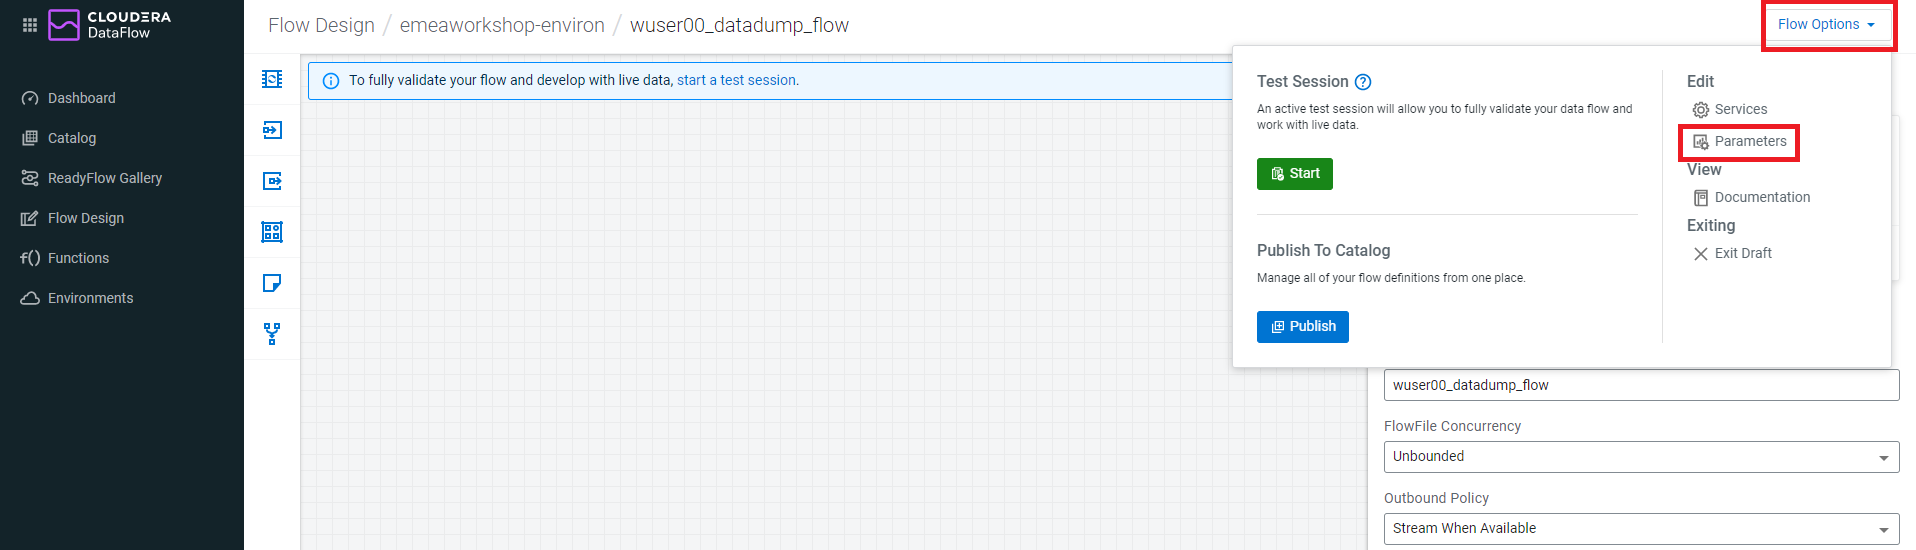 CLOUDERA
DataFlow
Dashboard
Catalog
ReadyFlow Gallery
Flow Design
Functions
Environments
Flow Design / emeaworkshop-environ / wuser00_datadump_flow
Flow Options
To fully validate your flow and develop with live data, start a test session.
Test Session
An active test session will allow you to fully validate your data flow and
work with live data.
Start
Publish To Catalog
Manage all of your flow definitions from one place.
Publish
Edit
Services
Parameters
View
Documentation
Exiting
Exit Draft
wuser00_datadump_flow
FlowFile Concurrency
Unbounded
Outbound Policy
Stream When Available